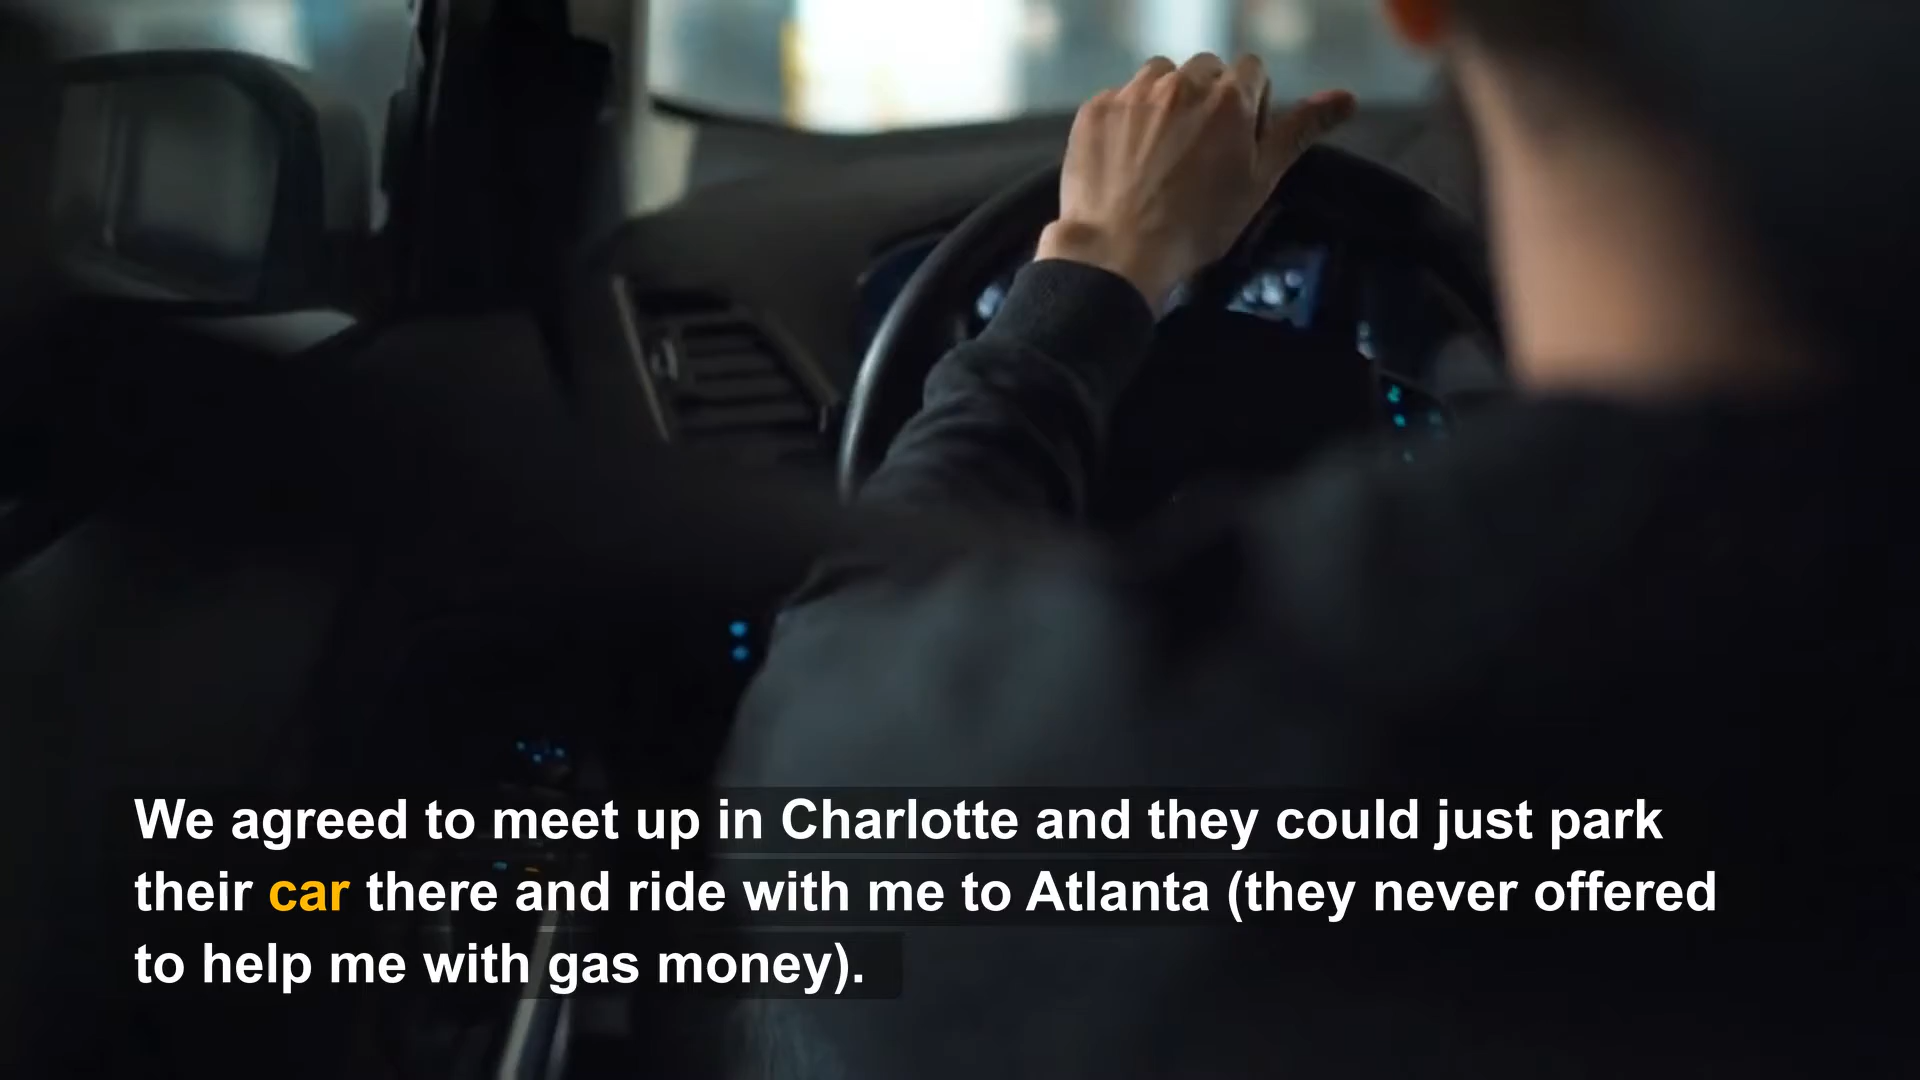 We agreed to meet up in Charlotte and they could just park
their car there and ride with me to Atlanta (they never offered
to help me with gas money).